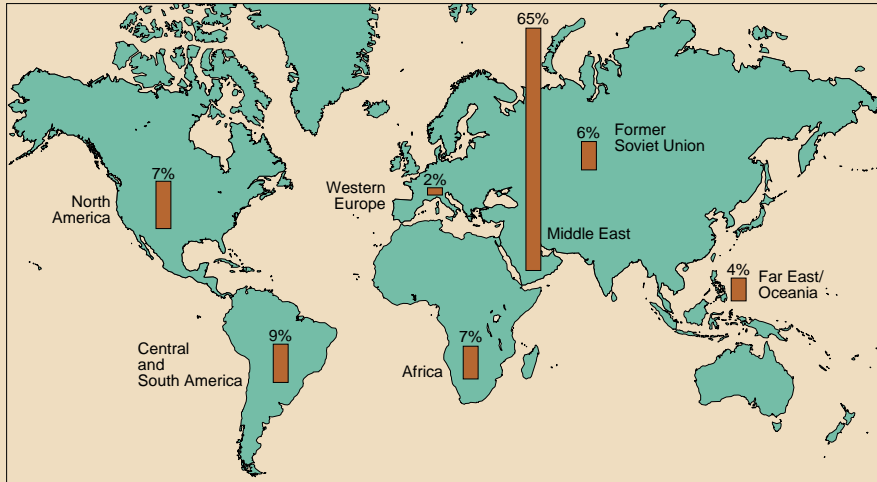 65%
6%
Former
Soviet Union
7%
North
America
2%
Western
Europe
Middle East
4%
Far East/
Oceania
9%
Central
and
South America
7%
Africa